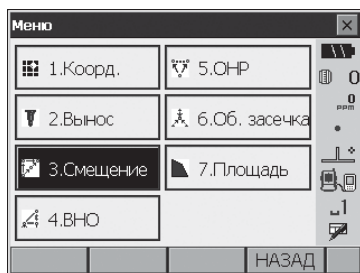 Меню
1.Коорд.
5.ОНР
2.Вынос
6.Об. засечка
3.Смещение
7.Площадь
4.ВНО
НАЗАД
0
0
ppm
1